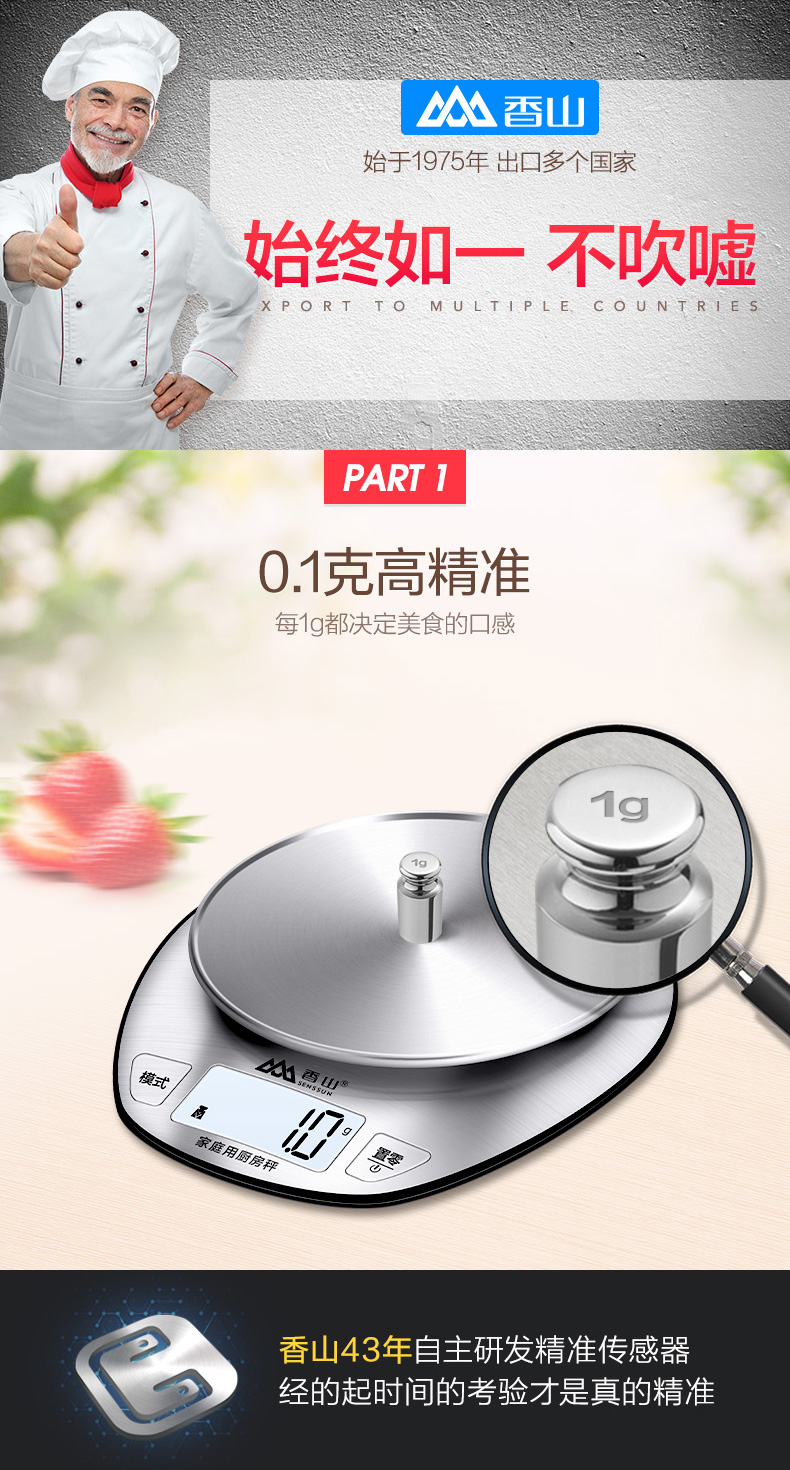 香山
始于1975年 出口多个国家
始终如一 不吹嘘
XPORT TO MULTIPLE COUNTRIES
PART 1
0.1克高精准
每1g都决定美食的口感
1g
1g
香山®
SENSSUN
模式
1.0g
家庭用厨房秤
置零
香山43年自主研发精准传感器
经的起时间的考验才是真的精准